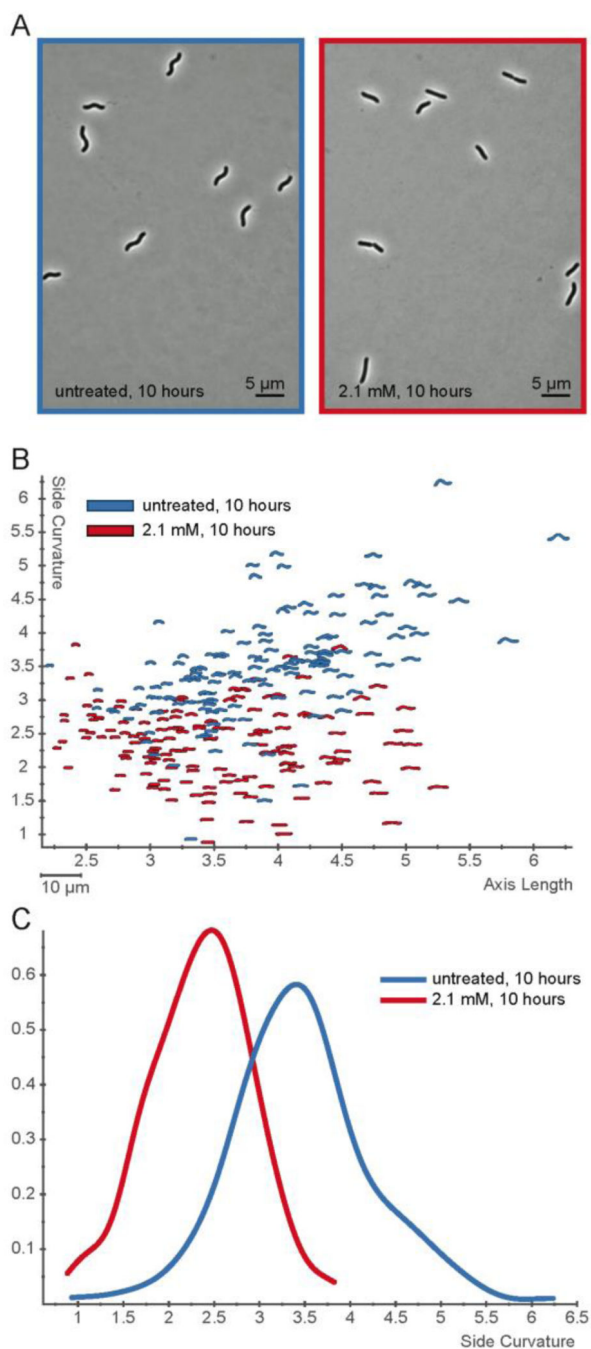 A
untreated, 10 hours
5 µm
2.1 mM, 10 hours
5 µm
B
Side Curvature
untreated, 10 hours
2.1 mM, 10 hours
6
5.5
5
4.5
4
3.5
3
2.5
2
1.5
1
2.5 3 3.5 4 4.5 5 5.5 6
10 µm
Axis Length
C
untreated, 10 hours
2.1 mM, 10 hours
0.6
0.5
0.4
0.3
0.2
0.1
1 1.5 2 2.5 3 3.5 4 4.5 5 5.5 6 6.5
Side Curvature